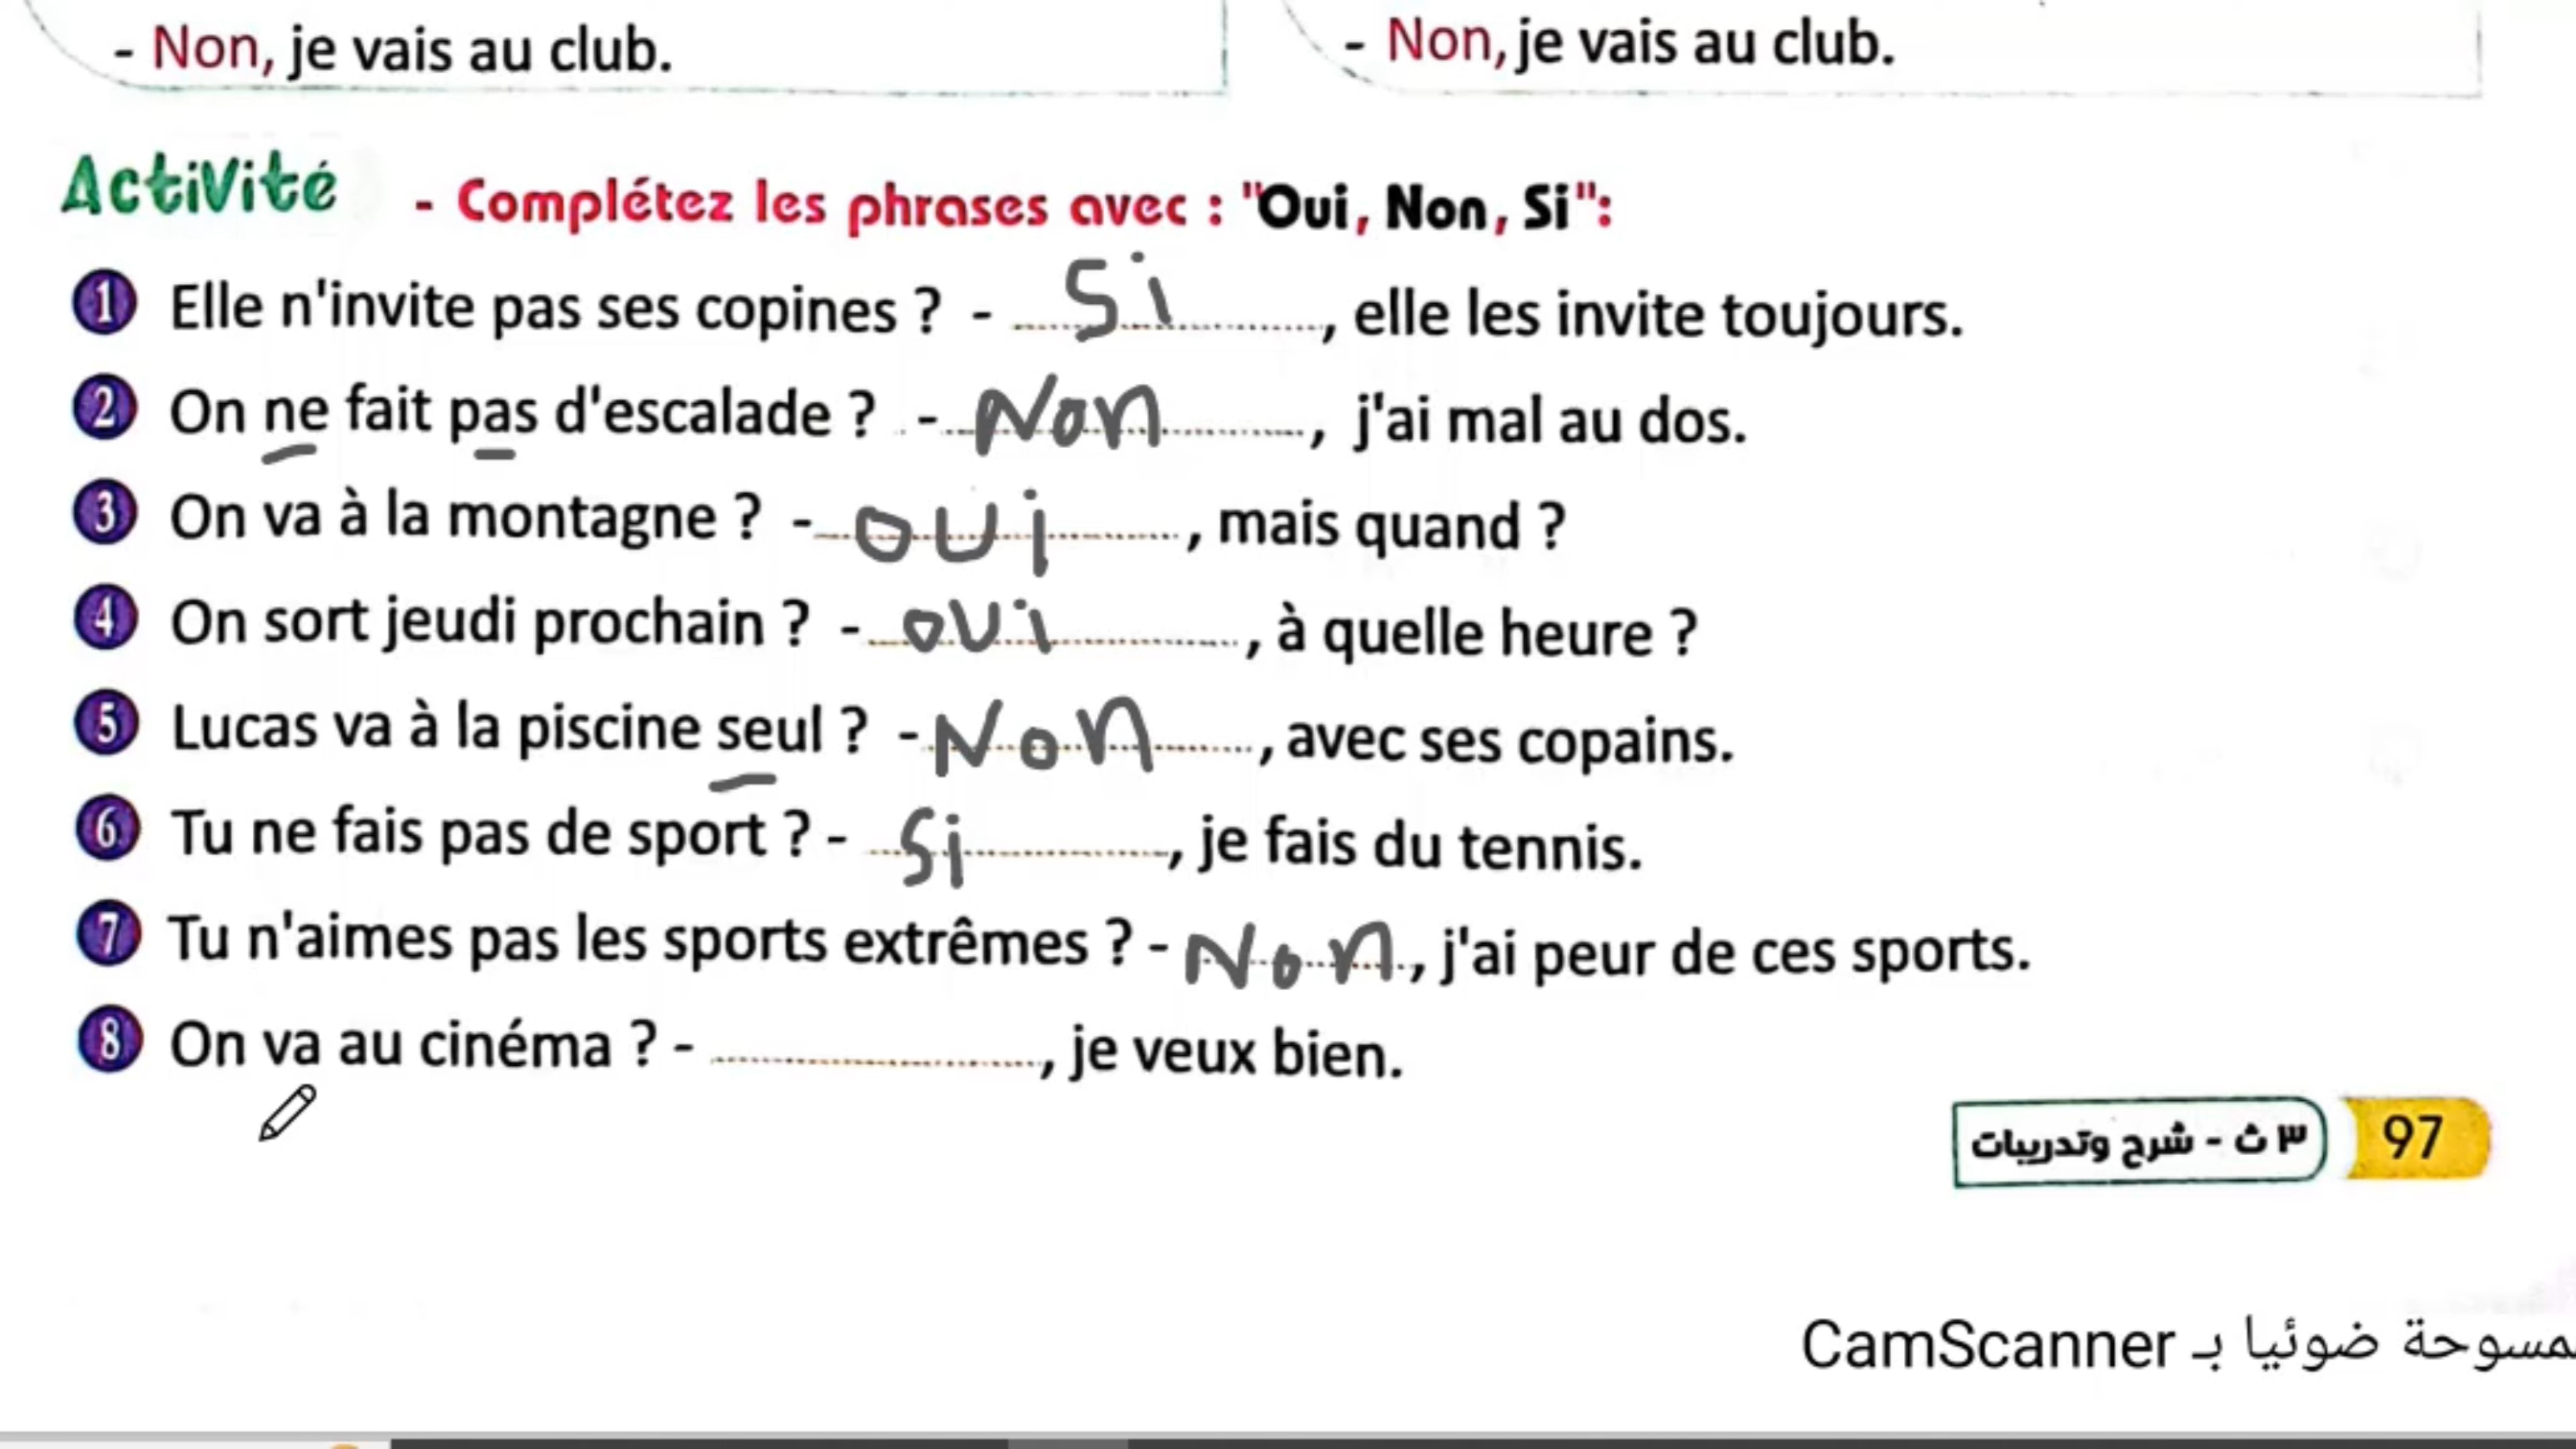 - Non, je vais au club.
- Non, je vais au club.
Activité - Complétez les phrases avec : "Oui, Non, Si":
1 Elle n'invite pas ses copines ? - Si, elle les invite toujours.
2 On ne fait pas d'escalade ? - Non, j'ai mal au dos.
3 On va à la montagne ? - oui, mais quand ?
4 On sort jeudi prochain ? - oui, à quelle heure ?
5 Lucas va à la piscine seul ? - Non, avec ses copains.
6 Tu ne fais pas de sport ? - Si, je fais du tennis.
7 Tu n'aimes pas les sports extrêmes ? - Non, j'ai peur de ces sports.
8 On va au cinéma ? - ...................., je veux bien.
٣ ث - شرح وتدريبات 97
ممسوحة ضوئيا بـ CamScanner